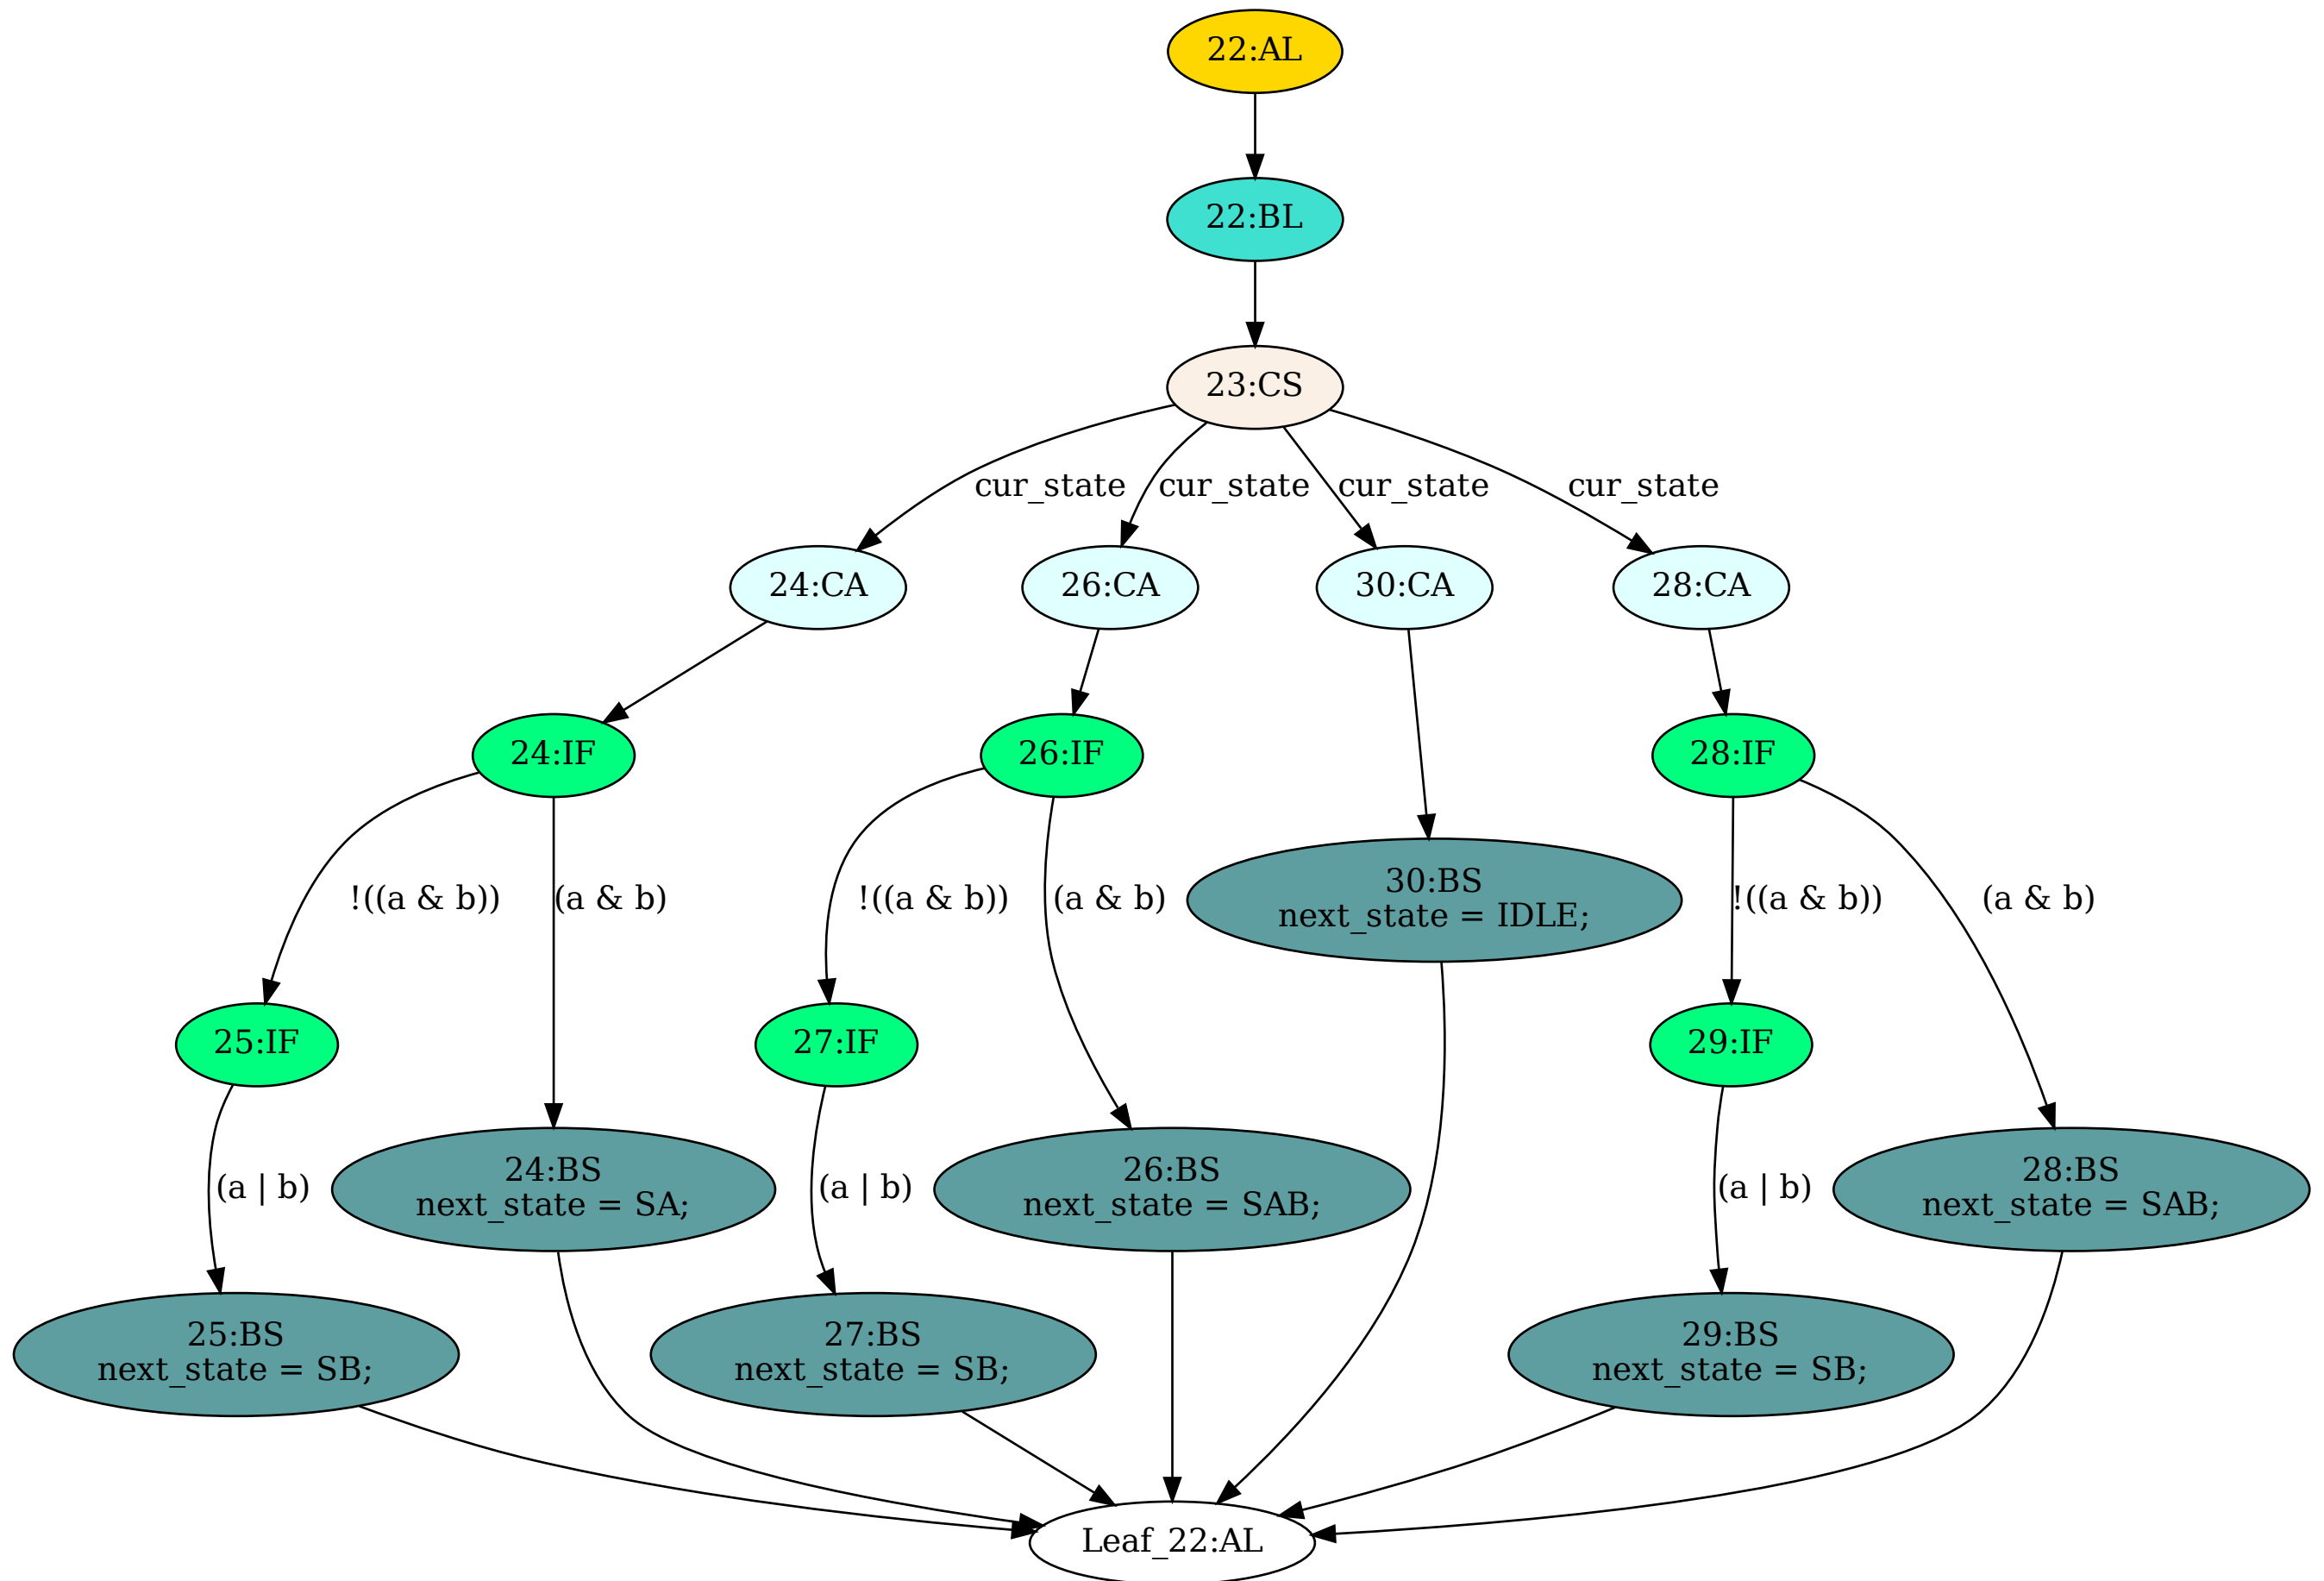 22:AL
22:BL
23:CS
cur_state
cur_state
cur_state
cur_state
24:CA
26:CA
30:CA
28:CA
24:IF
26:IF
28:IF
!((a & b))
(a & b)
!((a & b))
(a & b)
30:BS
next_state = IDLE;
!((a & b))
(a & b)
25:IF
27:IF
29:IF
(a | b)
24:BS
next_state = SA;
(a | b)
26:BS
next_state = SAB;
(a | b)
28:BS
next_state = SAB;
25:BS
next_state = SB;
27:BS
next_state = SB;
29:BS
next_state = SB;
Leaf_22:AL